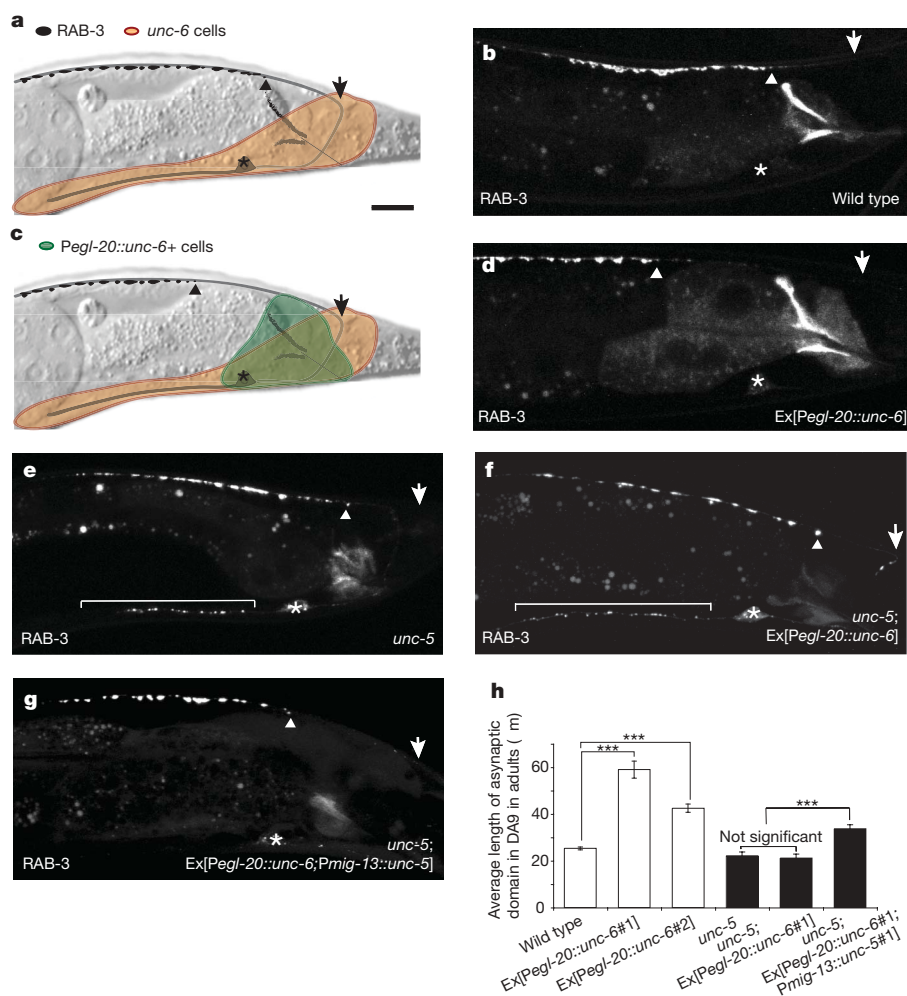 a
RAB-3 unc-6 cells
*
b
RAB-3
*
Wild type
c
Pegl-20::unc-6+ cells
*
d
RAB-3
*
Ex[Pegl-20::unc-6]
e
*
RAB-3
unc-5
f
*
RAB-3
unc-5;
Ex[Pegl-20::unc-6]
g
*
RAB-3
unc-5;
Ex[Pegl-20::unc-6;Pmig-13::unc-5]
h
Average length of asynaptic
domain in DA9 in adults ( m)
60
40
20
0
***
***
***
Not significant
Wild type
Ex[Pegl-20::unc-6#1]
Ex[Pegl-20::unc-6#2]
unc-5
unc-5;
Ex[Pegl-20::unc-6#1]
unc-5;
Ex[Pegl-20::unc-6#1;
Pmig-13::unc-5#1]